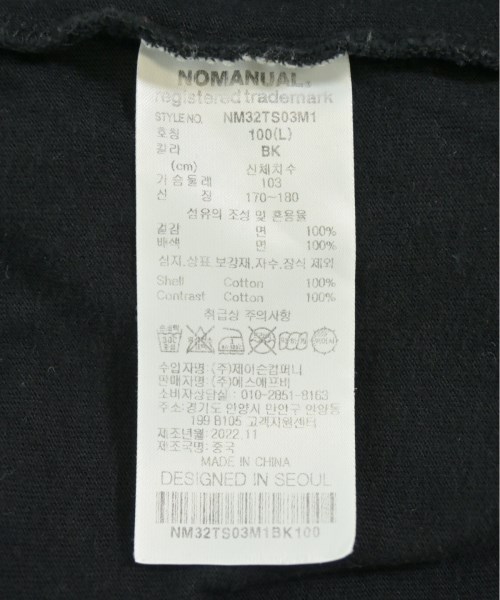 NOMANUAL.
registered trademark
STYLE NO. NM32TS03M1
호칭 100(L)
컬러 BK
(cm) 신체치수
가슴둘레 103
신 장 170-180
섬유의 조성 및 혼용율
겉감 면 100%
배색 면 100%
심지,상표,보강재,자수,장식 제외
Shell Cotton 100%
Contrast Cotton 100%
취급상 주의사항
수입자명:(주)제이슨컴퍼니
판매자명:(주)에스에프비
소비자상담실: 010-2851-8163
주소:경기도 안양시 만안구 안양동
199 B105 고객지원센터
제조년월: 2022.11
제조국명:중국
MADE IN CHINA
DESIGNED IN SEOUL
NM32TS03M1BK100